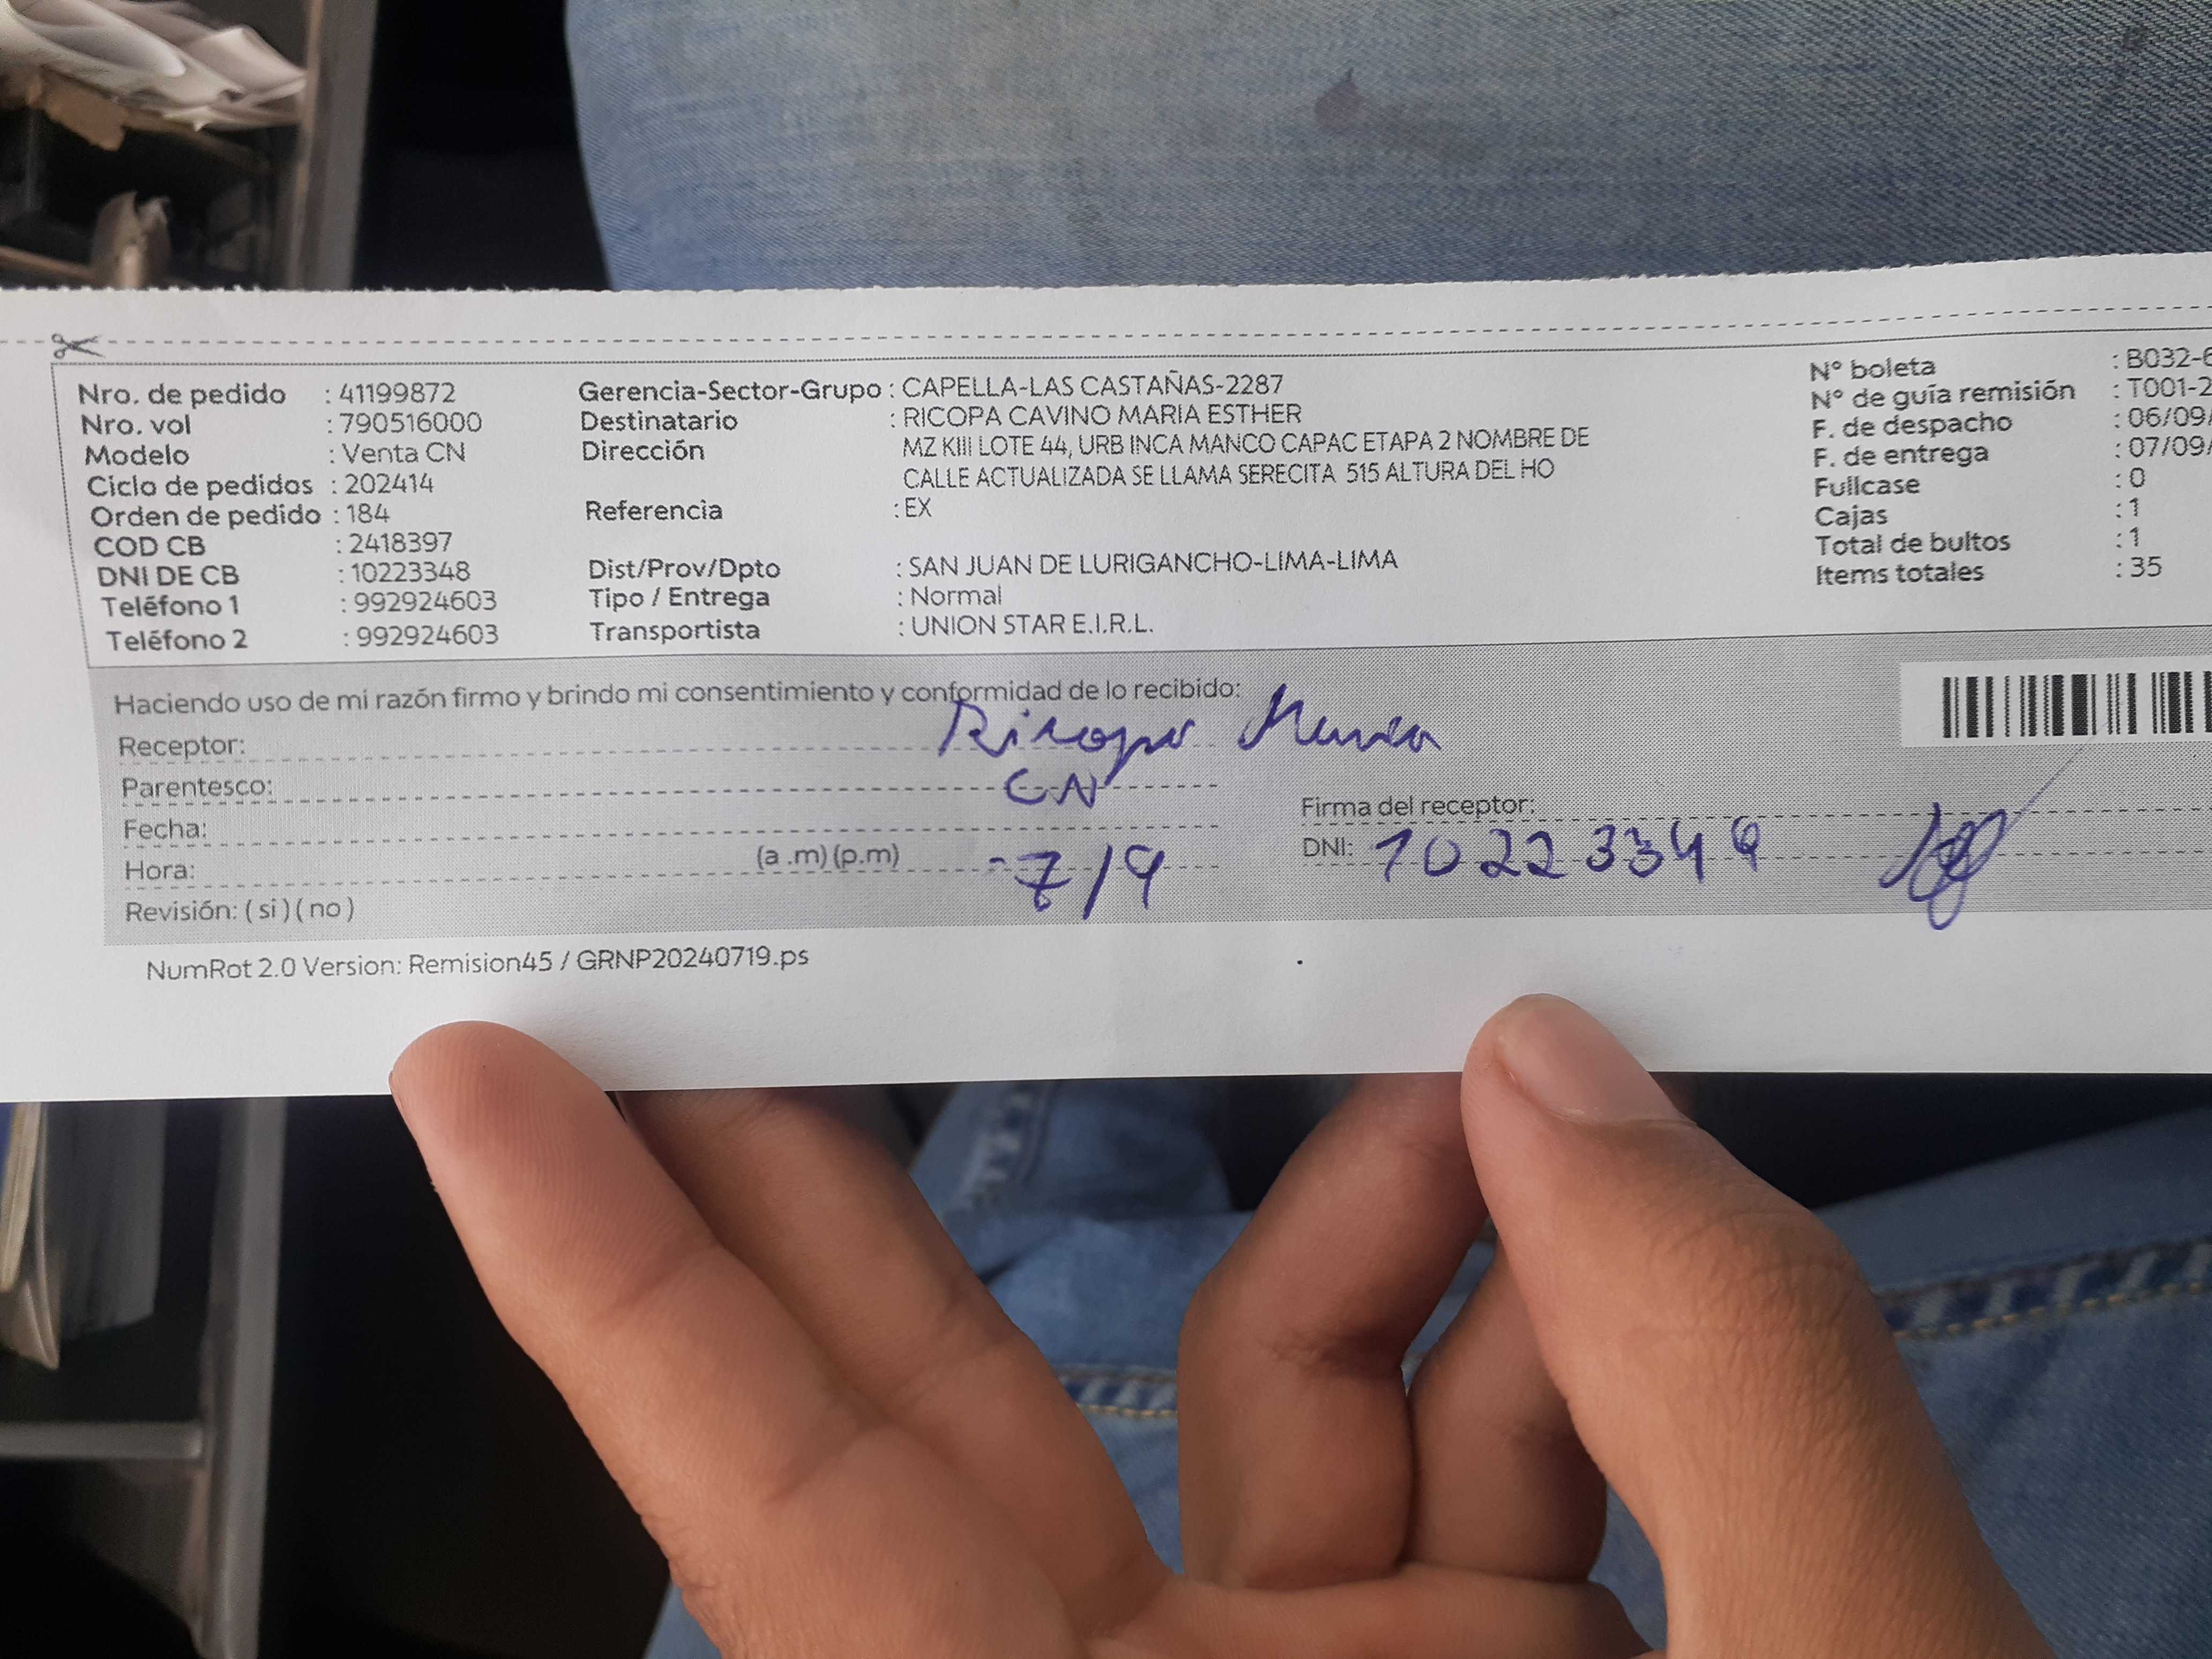 Nro. de pedido : 41199872
Nro. vol : 790516000
Modelo : Venta CN
Ciclo de pedidos : 202414
Orden de pedido : 184
COD CB : 2418397
DNI DE CB : 10223348
Teléfono 1 : 992924603
Teléfono 2 : 992924603
Gerencia-Sector-Grupo : CAPELLA-LAS CASTAÑAS-2287
Destinatario : RICOPA CAVINO MARIA ESTHER
Dirección MZ KIII LOTE 44, URB INCA MANCO CAPAC ETAPA 2 NOMBRE DE
CALLE ACTUALIZADA SE LLAMA SERECITA 515 ALTURA DEL HO
Referencia : EX
Dist/Prov/Dpto : SAN JUAN DE LURIGANCHO-LIMA-LIMA
Tipo / Entrega : Normal
Transportista : UNION STAR E.I.R.L.
N° boleta : B032-6
N° de guía remisión : T001-2
F. de despacho : 06/09/
F. de entrega : 07/09/
Fullcase : 0
Cajas : 1
Total de bultos : 1
Items totales : 35
Haciendo uso de mi razón firmo y brindo mi consentimiento y conformidad de lo recibido:
Receptor: Ricopa
Parentesco: CN
Fecha:
Hora: (a .m) (p.m) -7/9
Revisión: ( si ) ( no )
Firma del receptor:
DNI: 10223348
NumRot 2.0 Version: Remision45 / GRNP20240719.ps